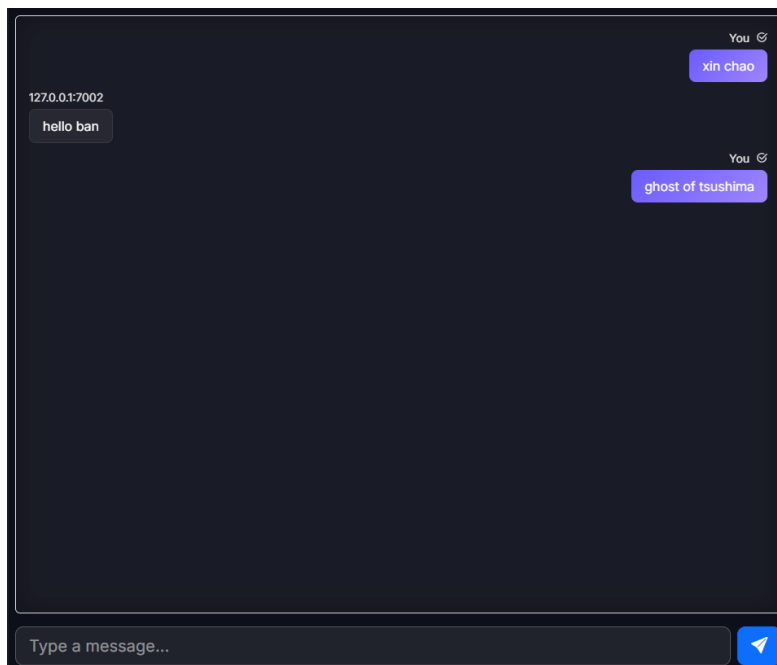 You
xin chao
127.0.0.1:7002
hello ban
You
ghost of tsushima
Type a message...